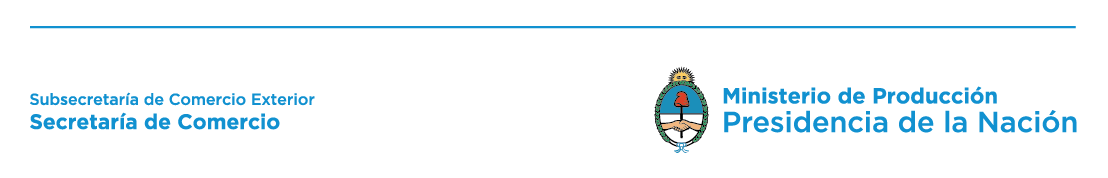 Subsecretaría de Comercio Exterior
Secretaría de Comercio
Ministerio de Producción
Presidencia de la Nación